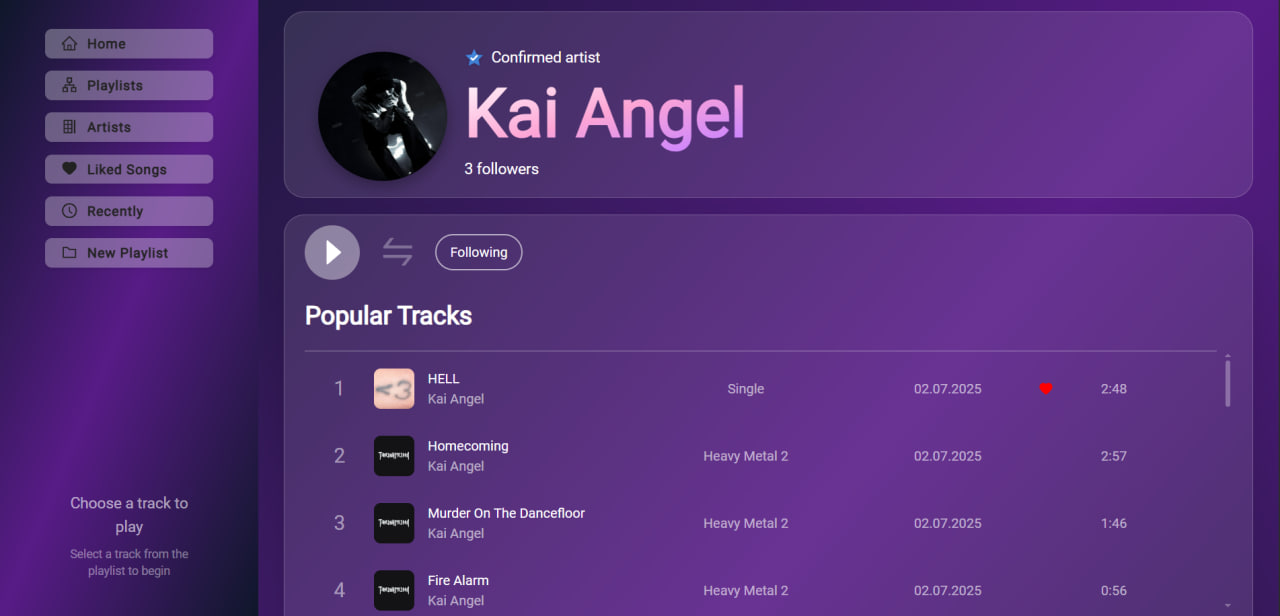 Home
Playlists
Artists
Liked Songs
Recently
New Playlist
Choose a track to
play
Select a track from the
playlist to begin
Confirmed artist
Kai Angel
3 followers
Following
Popular Tracks
1
<3
HELL
Kai Angel
Single
02.07.2025
2:48
2
Homecoming
Kai Angel
Heavy Metal 2
02.07.2025
2:57
3
Murder On The Dancefloor
Kai Angel
Heavy Metal 2
02.07.2025
1:46
4
Fire Alarm
Kai Angel
Heavy Metal 2
02.07.2025
0:56